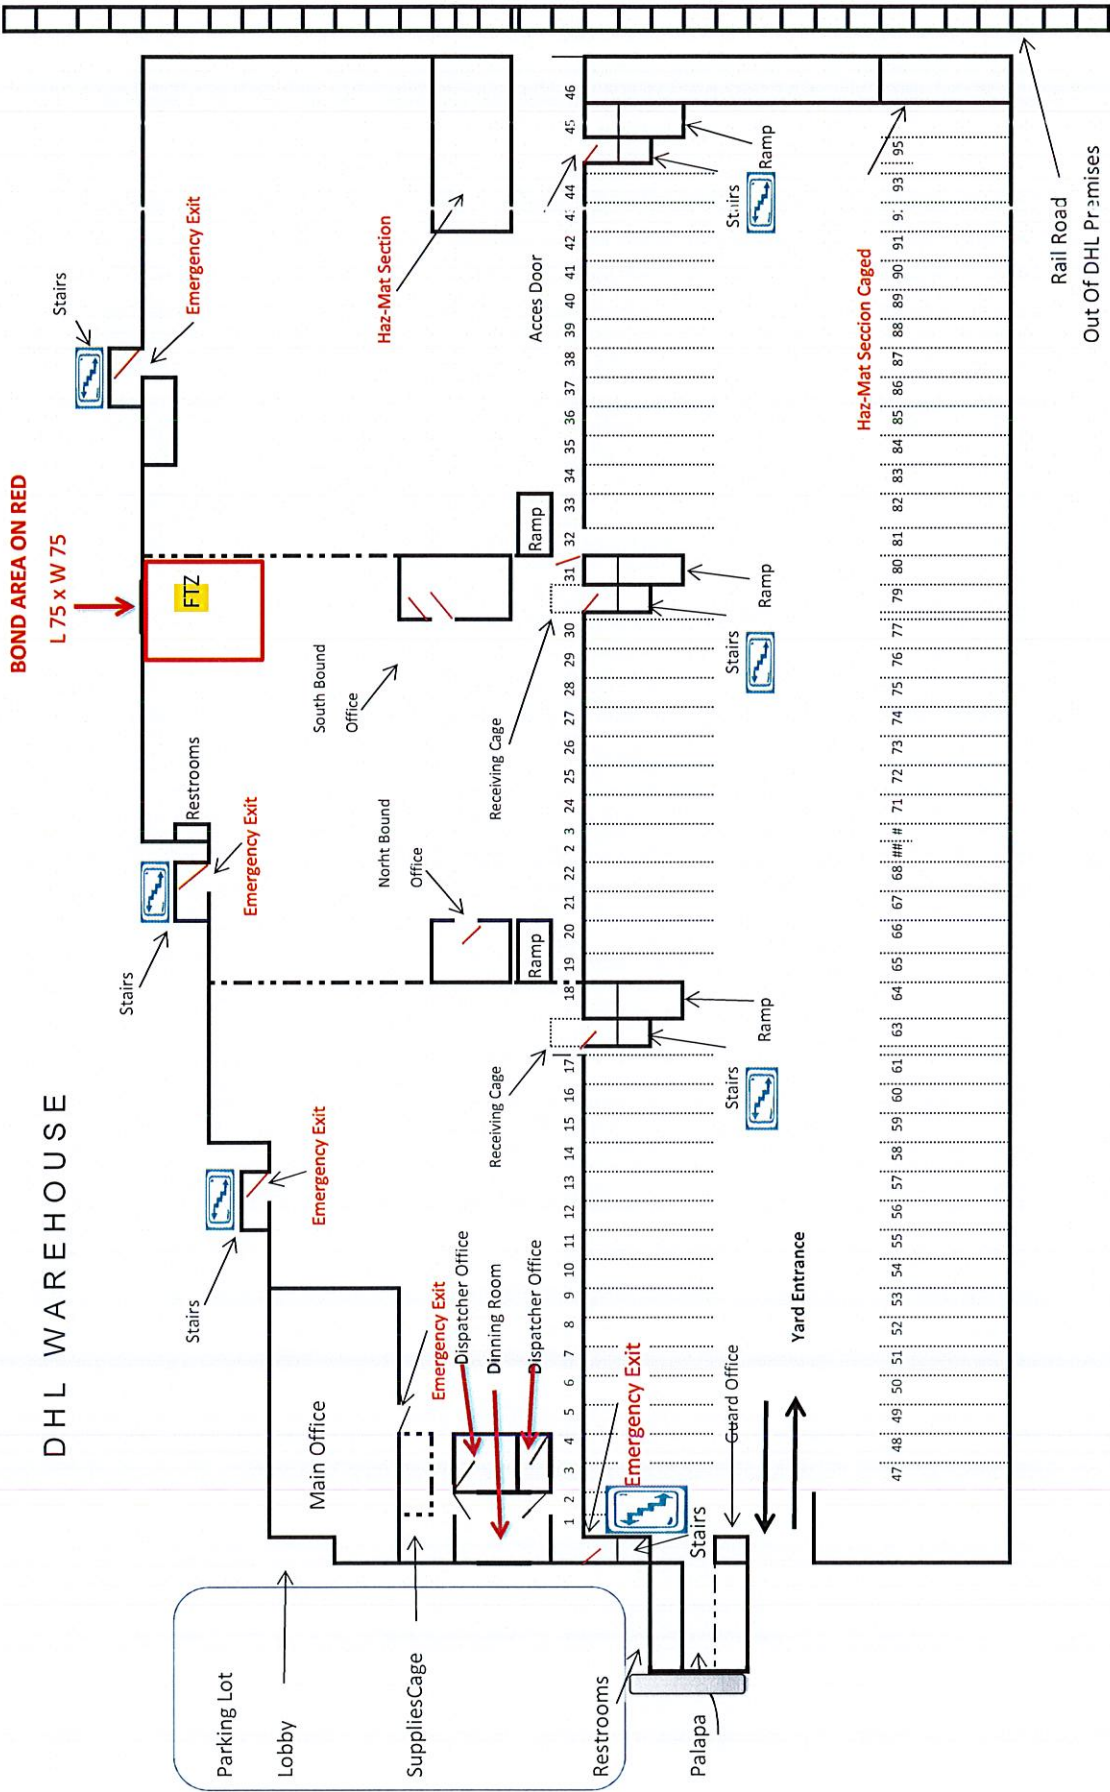 DHL WAREHOUSE
BOND AREA ON RED
L 75 x W 75
FTZ
Stairs
Emergency Exit
Restrooms
Stairs
Emergency Exit
Stairs
Emergency Exit
Haz-Mat Section
South Bound
Office
Norht Bound
Office
Main Office
Parking Lot
Lobby
SuppliesCage
Emergency Exit
Dispatcher Office
Dinning Room
Dispatcher Office
Receiving Cage
Receiving Cage
Acces Door
Ramp
Ramp
1 2 3 4 5 6 7 8 9 10 11 12 13 14 15 16 17 18 19 20 21 22 2 3 24 25 26 27 28 29 30 31 32 33 34 35 36 37 38 39 40 41 42 4 44 45 46
Emergency Exit
Stairs
Restrooms
Palapa
Guard Office
Yard Entrance
Stairs
Ramp
Stairs
Ramp
Ramp
Haz-Mat Seccion Caged
47 48 49 50 51 52 53 54 55 56 57 58 59 60 61 63 64 65 66 67 68 ## # 71 72 73 74 75 76 77 79 80 81 82 83 84 85 86 87 88 89 90 91 9 93 95
Rail Road
Out Of DHL Premises